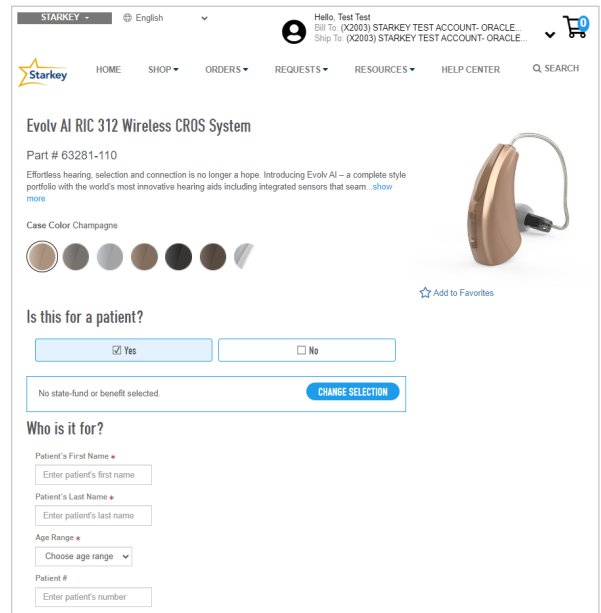 STARKEY
English
Hello, Test Test
Bill To: (X2003) STARKEY TEST ACCOUNT- ORACLE...
Ship To: (X2003) STARKEY TEST ACCOUNT- ORACLE...
0
Starkey
HOME SHOP ORDERS REQUESTS RESOURCES HELP CENTER SEARCH
Evolv AI RIC 312 Wireless CROS System
Part # 63281-110
Effortless hearing, selection and connection is no longer a hope. Introducing Evolv AI – a complete style
portfolio with the world's most innovative hearing aids including integrated sensors that seam...show
more
Case Color Champagne
Add to Favorites
Is this for a patient?
Yes No
No state-fund or benefit selected. CHANGE SELECTION
Who is it for?
Patient's First Name *
Enter patient's first name
Patient's Last Name *
Enter patient's last name
Age Range *
Choose age range
Patient #
Enter patient's number